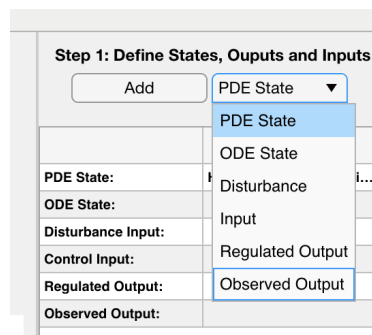 Step 1: Define States, Ouputs and Inputs
Add
PDE State ▼
PDE State
ODE State
Disturbance
Input
Regulated Output
Observed Output
PDE State:
ODE State:
Disturbance Input:
Control Input:
Regulated Output:
Observed Output: